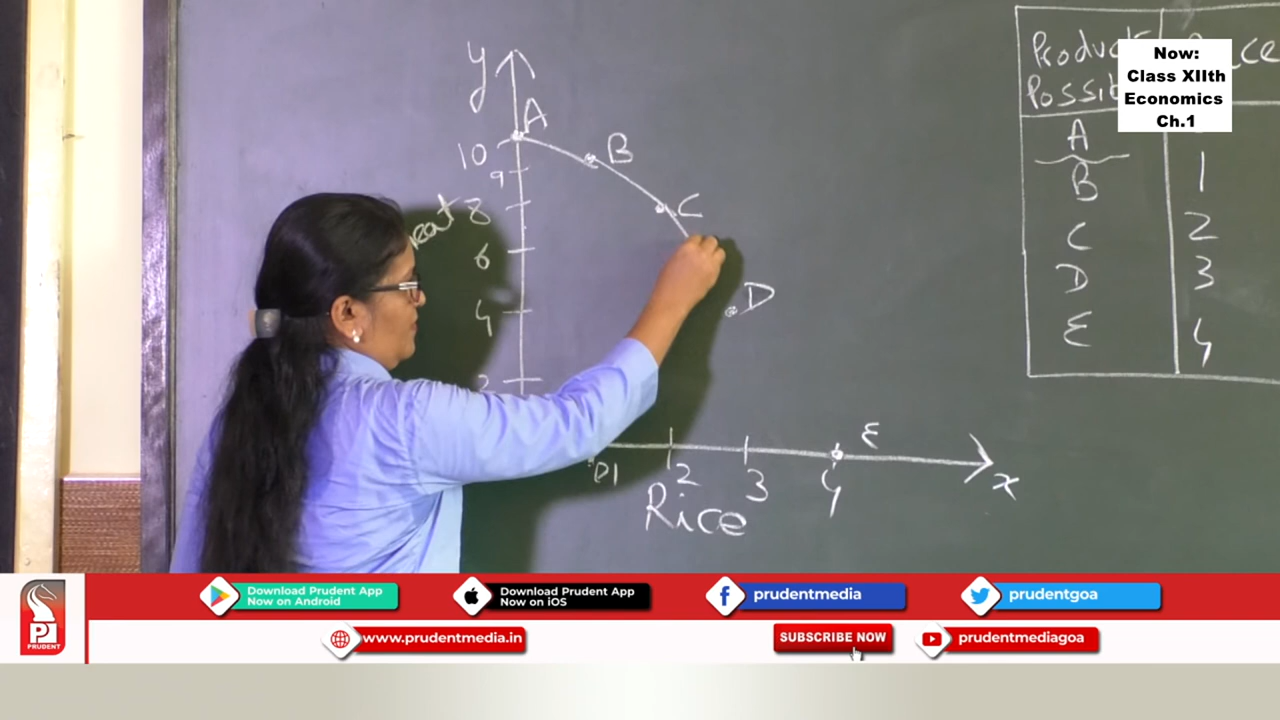 y
A
10
B
9
8
C
6
4
D
2
E
1
2
3
4
x
Rice
Product
A
B
1
C
2
D
3
E
4
Now:
Class XIIth
Economics
Ch.1
PRUDENT
Download Prudent App
Now on Android
Download Prudent App
Now on iOS
prudentmedia
prudentgoa
www.prudentmedia.in
SUBSCRIBE NOW
prudentmediagoa